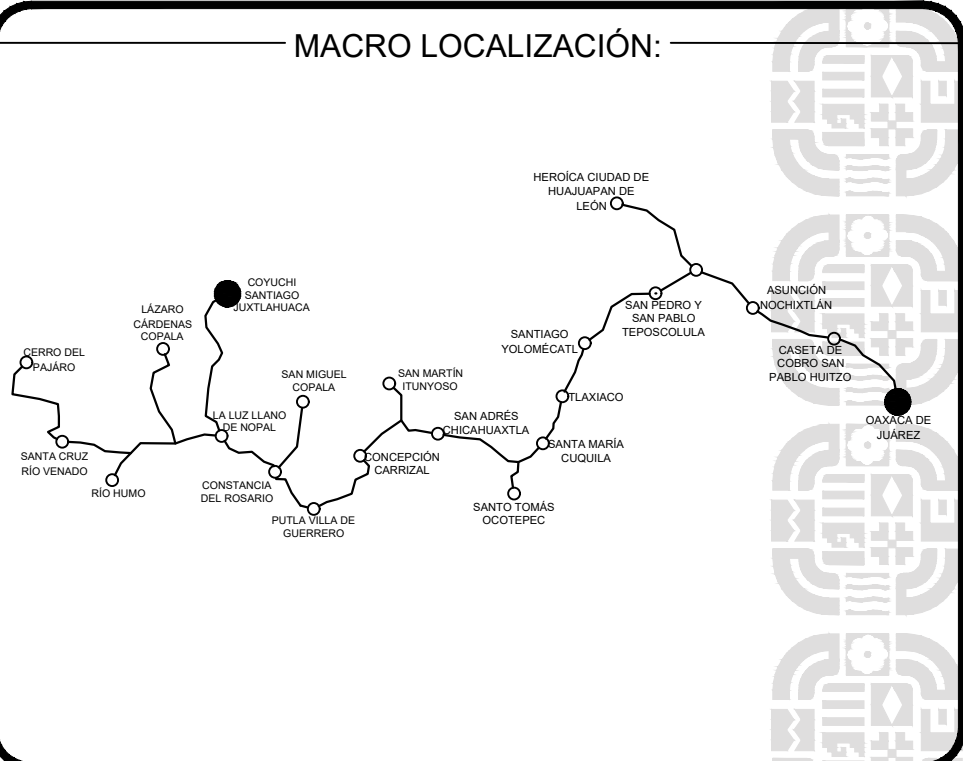 MACRO LOCALIZACIÓN:
HEROÍCA CIUDAD DE
HUAJUAPAN DE
LEÓN
COYUCHI
SANTIAGO
JUXTLAHUACA
ASUNCIÓN
NOCHIXTLÁN
LÁZARO
CÁRDENAS
COPALA
SAN PEDRO Y
SAN PABLO
TEPOSCOLULA
SANTIAGO
YOLOMÉCATL
CERRO DEL
PAJÁRO
CASETA DE
COBRO SAN
PABLO HUITZO
SAN MIGUEL
COPALA
SAN MARTÍN
ITUNYOSO
TLAXIACO
LA LUZ LLANO
DE NOPAL
SAN ADRÉS
CHICAHUAXTLA
OAXACA DE
JUÁREZ
SANTA MARÍA
CUQUILA
SANTA CRUZ
RÍO VENADO
CONCEPCIÓN
CARRIZAL
RÍO HUMO
CONSTANCIA
DEL ROSARIO
SANTO TOMÁS
OCOTEPEC
PUTLA VILLA DE
GUERRERO